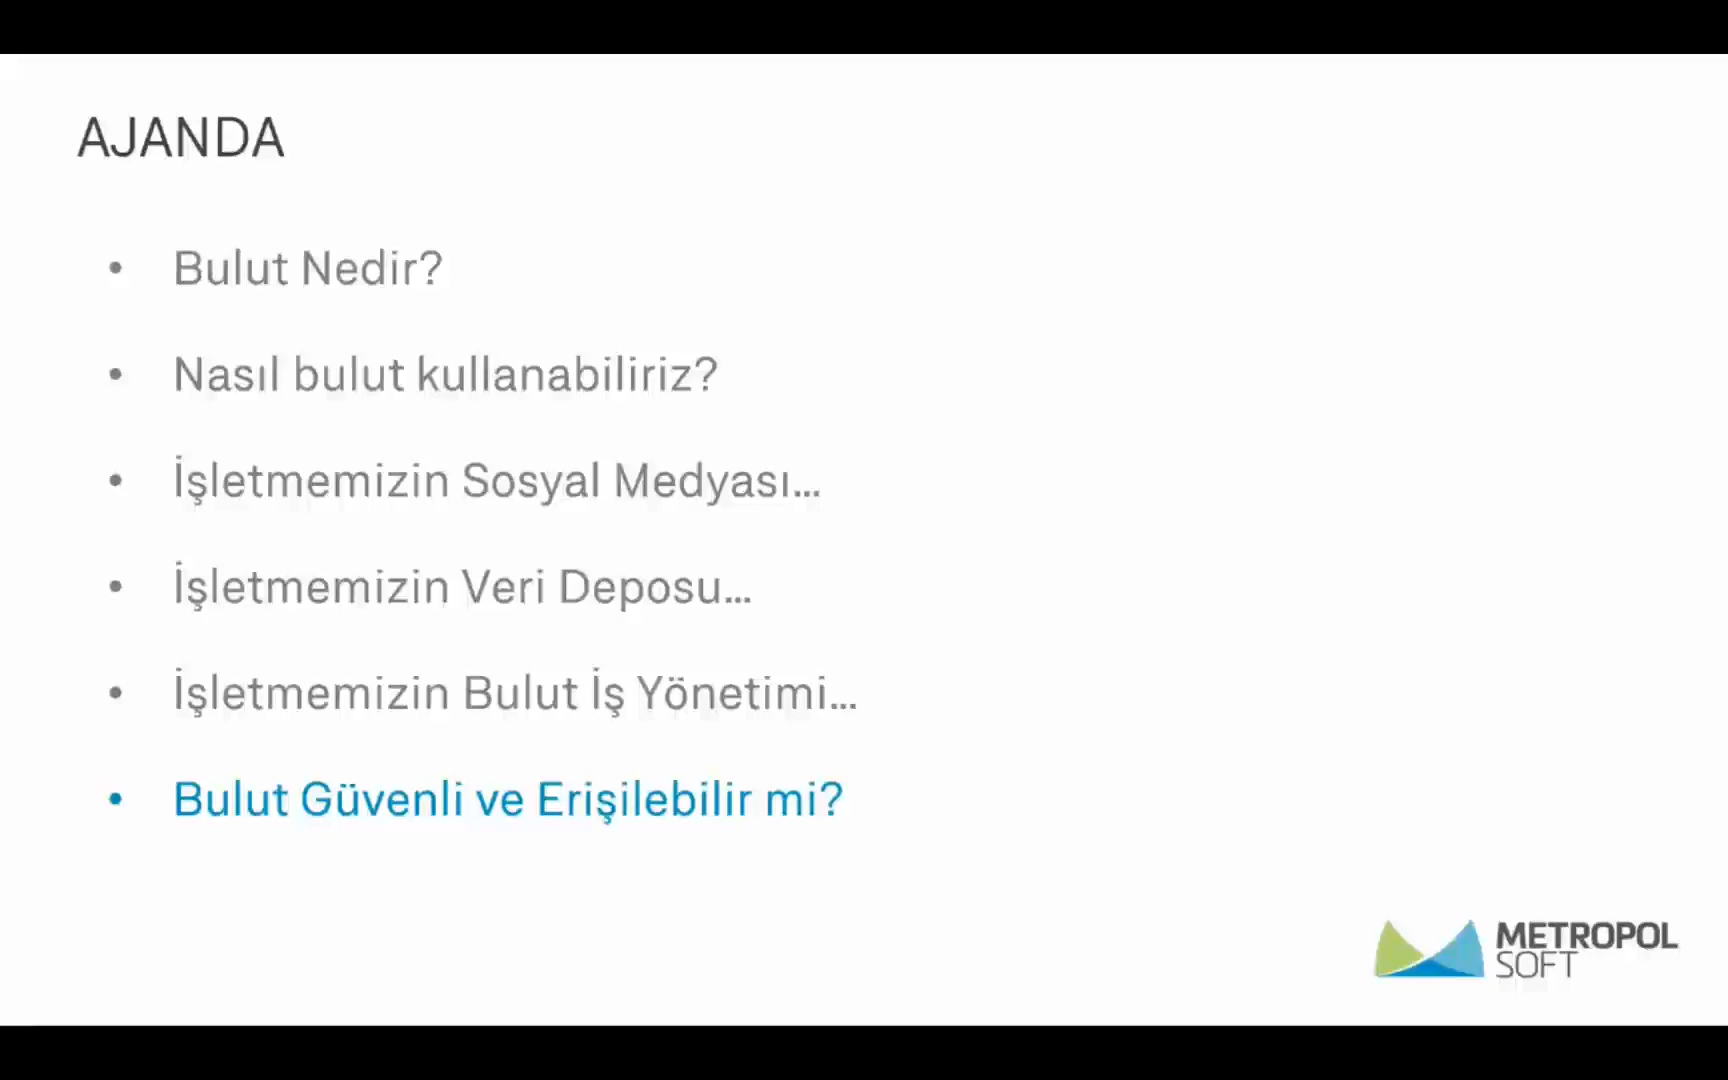 AJANDA
• Bulut Nedir?
• Nasıl bulut kullanabiliriz?
• İşletmemizin Sosyal Medyası...
• İşletmemizin Veri Deposu...
• İşletmemizin Bulut İş Yönetimi...
• Bulut Güvenli ve Erişilebilir mi?
METROPOL
SOFT